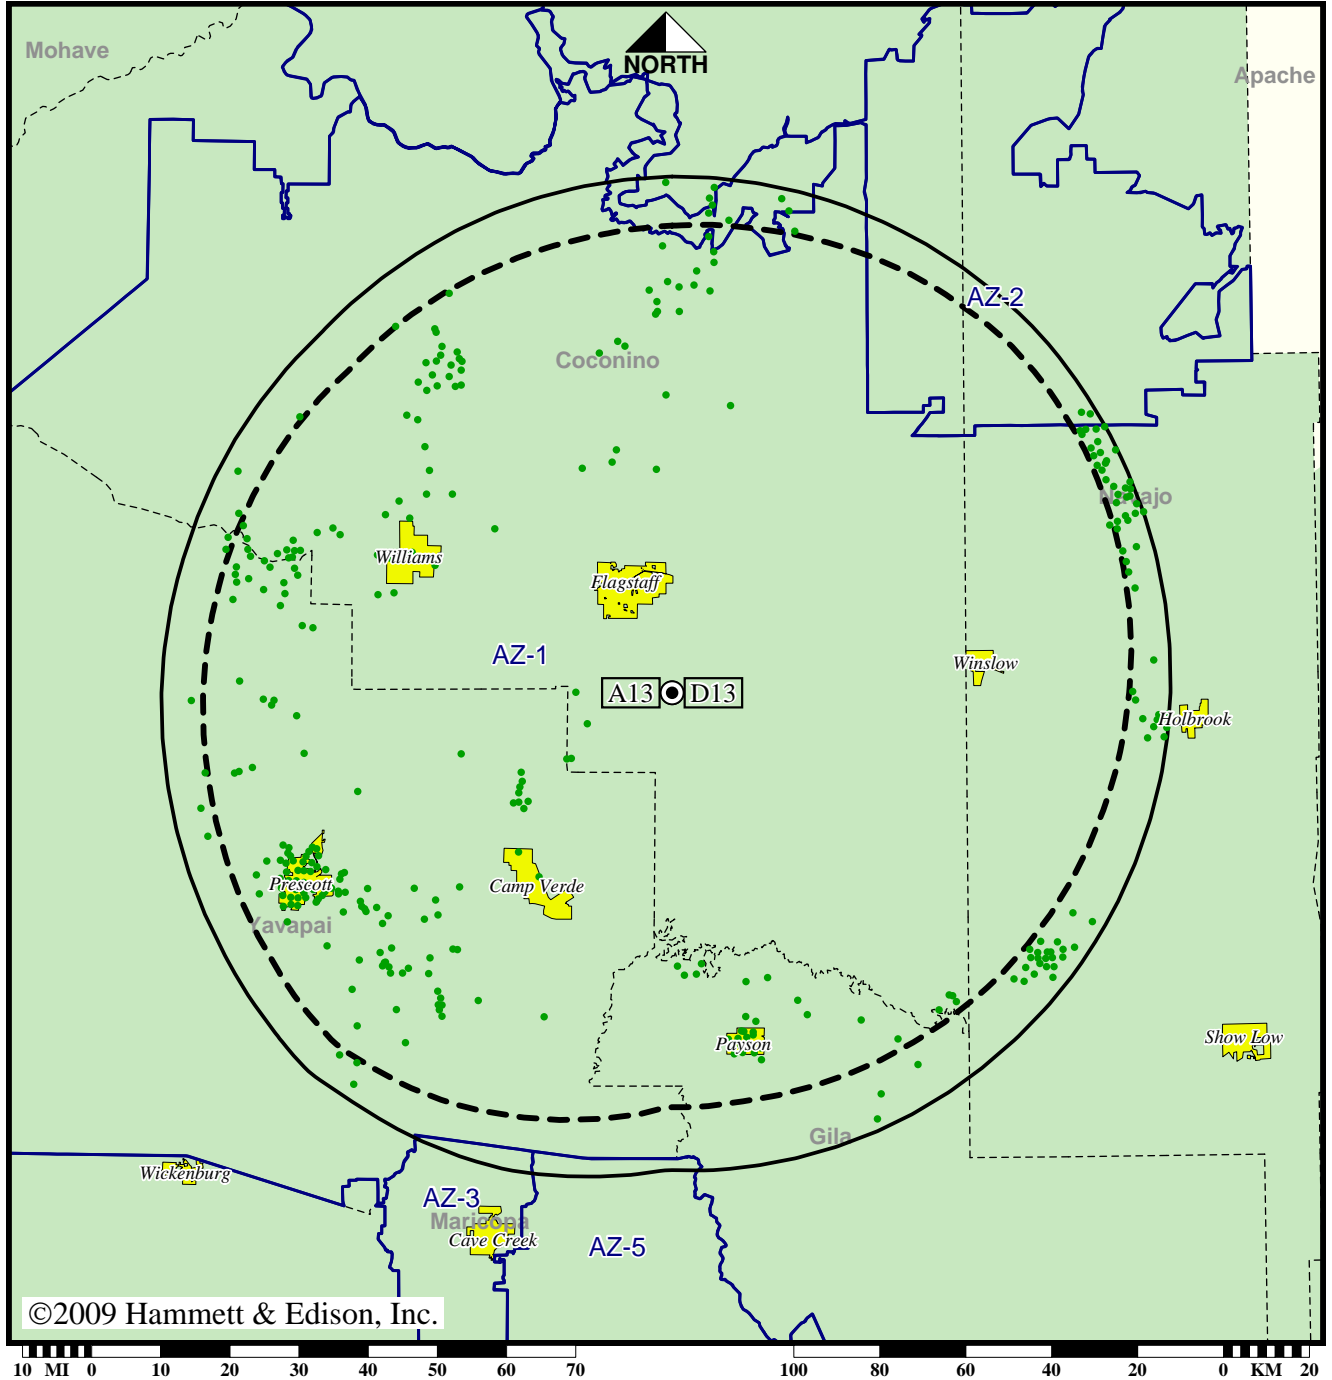 Mohave
NORTH
Apache
AZ-2
Coconino
Navajo
Williams
Flagstaff
AZ-1
Winslow
A13 D13
Holbrook
Prescott
Camp Verde
Yavapai
Payson
Show Low
Gila
Wickenburg
AZ-3
Maricopa
Cave Creek
AZ-5
©2009 Hammett & Edison, Inc.
10 MI 0 10 20 30 40 50 60 70 100 80 60 40 20 0 KM 20